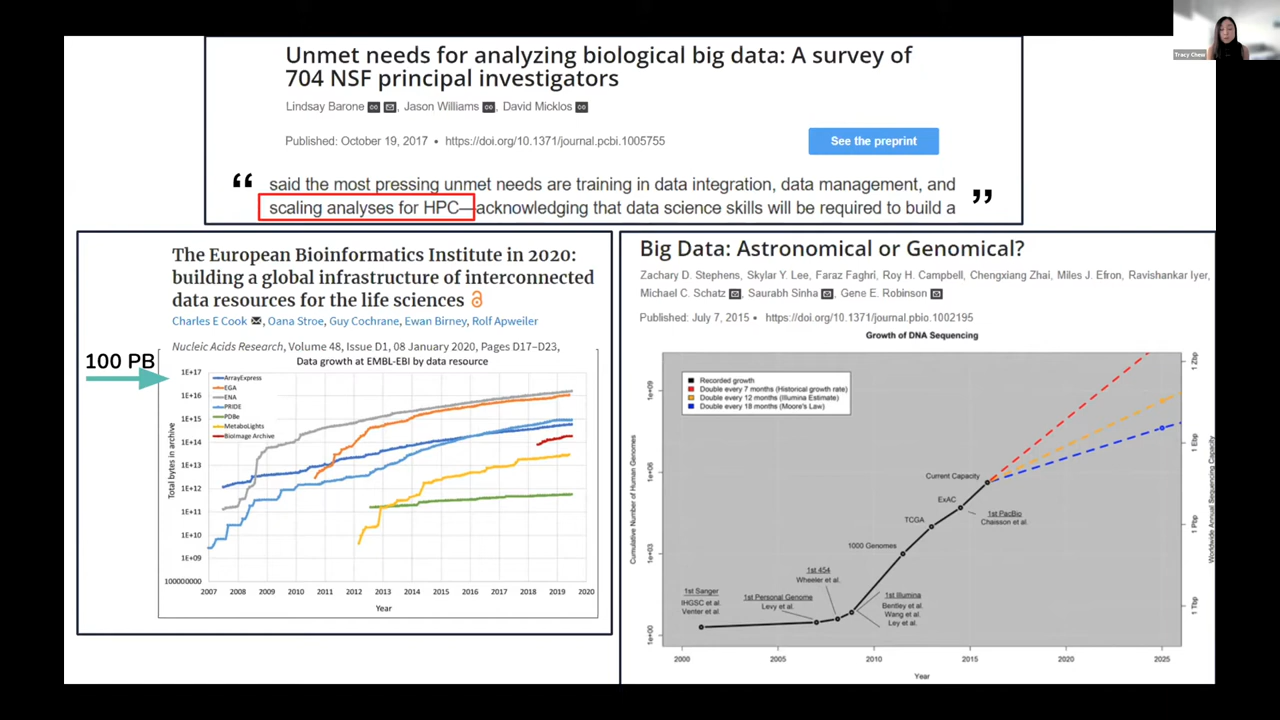 Tracy Chew
Unmet needs for analyzing biological big data: A survey of
704 NSF principal investigators
Lindsay Barone, Jason Williams, David Micklos
Published: October 19, 2017 • https://doi.org/10.1371/journal.pcbi.1005755
See the preprint
“ said the most pressing unmet needs are training in data integration, data management, and
scaling analyses for HPC—acknowledging that data science skills will be required to build a ”
The European Bioinformatics Institute in 2020:
building a global infrastructure of interconnected
data resources for the life sciences
Charles E Cook, Oana Stroe, Guy Cochrane, Ewan Birney, Rolf Apweiler
Nucleic Acids Research, Volume 48, Issue D1, 08 January 2020, Pages D17–D23,
100 PB
Data growth at EMBL-EBI by data resource
1E+17
1E+16
1E+15
1E+14
1E+13
1E+12
1E+11
1E+10
1E+09
100000000
ArrayExpress
EGA
ENA
PRIDE
PDBe
MetaboLights
BioImage Archive
Total bytes in archive
2007 2008 2009 2010 2011 2012 2013 2014 2015 2016 2017 2018 2019 2020
Year
Big Data: Astronomical or Genomical?
Zachary D. Stephens, Skylar Y. Lee, Faraz Faghri, Roy H. Campbell, Chengxiang Zhai, Miles J. Efron, Ravishankar Iyer,
Michael C. Schatz, Saurabh Sinha, Gene E. Robinson
Published: July 7, 2015 • https://doi.org/10.1371/journal.pbio.1002195
Growth of DNA Sequencing
Recorded growth
Double every 7 months (Historical growth rate)
Double every 12 months (Illumina Estimate)
Double every 18 months (Moore's Law)
Cumulative Number of Human Genomes
1e+09
1e+06
1e+03
1e+00
Current Capacity
ExAC
TCGA
1st PacBio
Chaisson et al.
1000 Genomes
1st 454
Wheeler et al.
1st Sanger
IHGSC et al.
Venter et al.
1st Personal Genome
Levy et al.
1st Illumina
Bentley et al.
Wang et al.
Ley et al.
1 Zbp
1 Ebp
1 Pbp
1 Tbp
Worldwide Annual Sequencing Capacity
2000 2005 2010 2015 2020 2025
Year